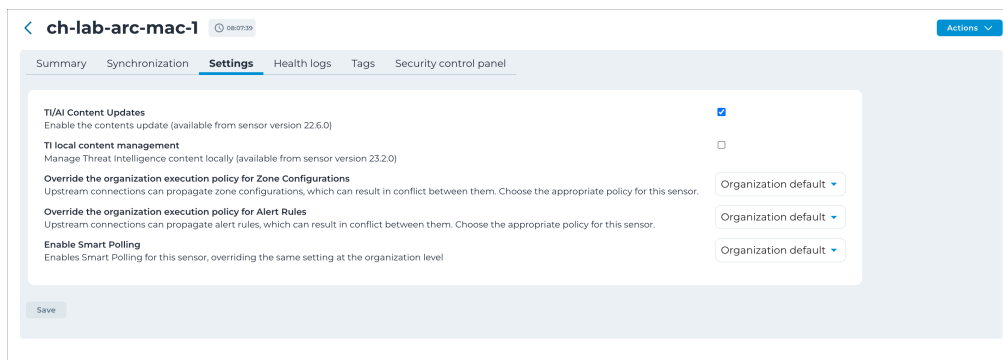 ch-lab-arc-mac-1 08:07:39 Actions
Summary Synchronization Settings Health logs Tags Security control panel
TI/AI Content Updates
Enable the contents update (available from sensor version 22.6.0)
TI local content management
Manage Threat Intelligence content locally (available from sensor version 23.2.0)
Override the organization execution policy for Zone Configurations
Upstream connections can propagate zone configurations, which can result in conflict between them. Choose the appropriate policy for this sensor.
Organization default
Override the organization execution policy for Alert Rules
Upstream connections can propagate alert rules, which can result in conflict between them. Choose the appropriate policy for this sensor.
Organization default
Enable Smart Polling
Enables Smart Polling for this sensor, overriding the same setting at the organization level
Organization default
Save